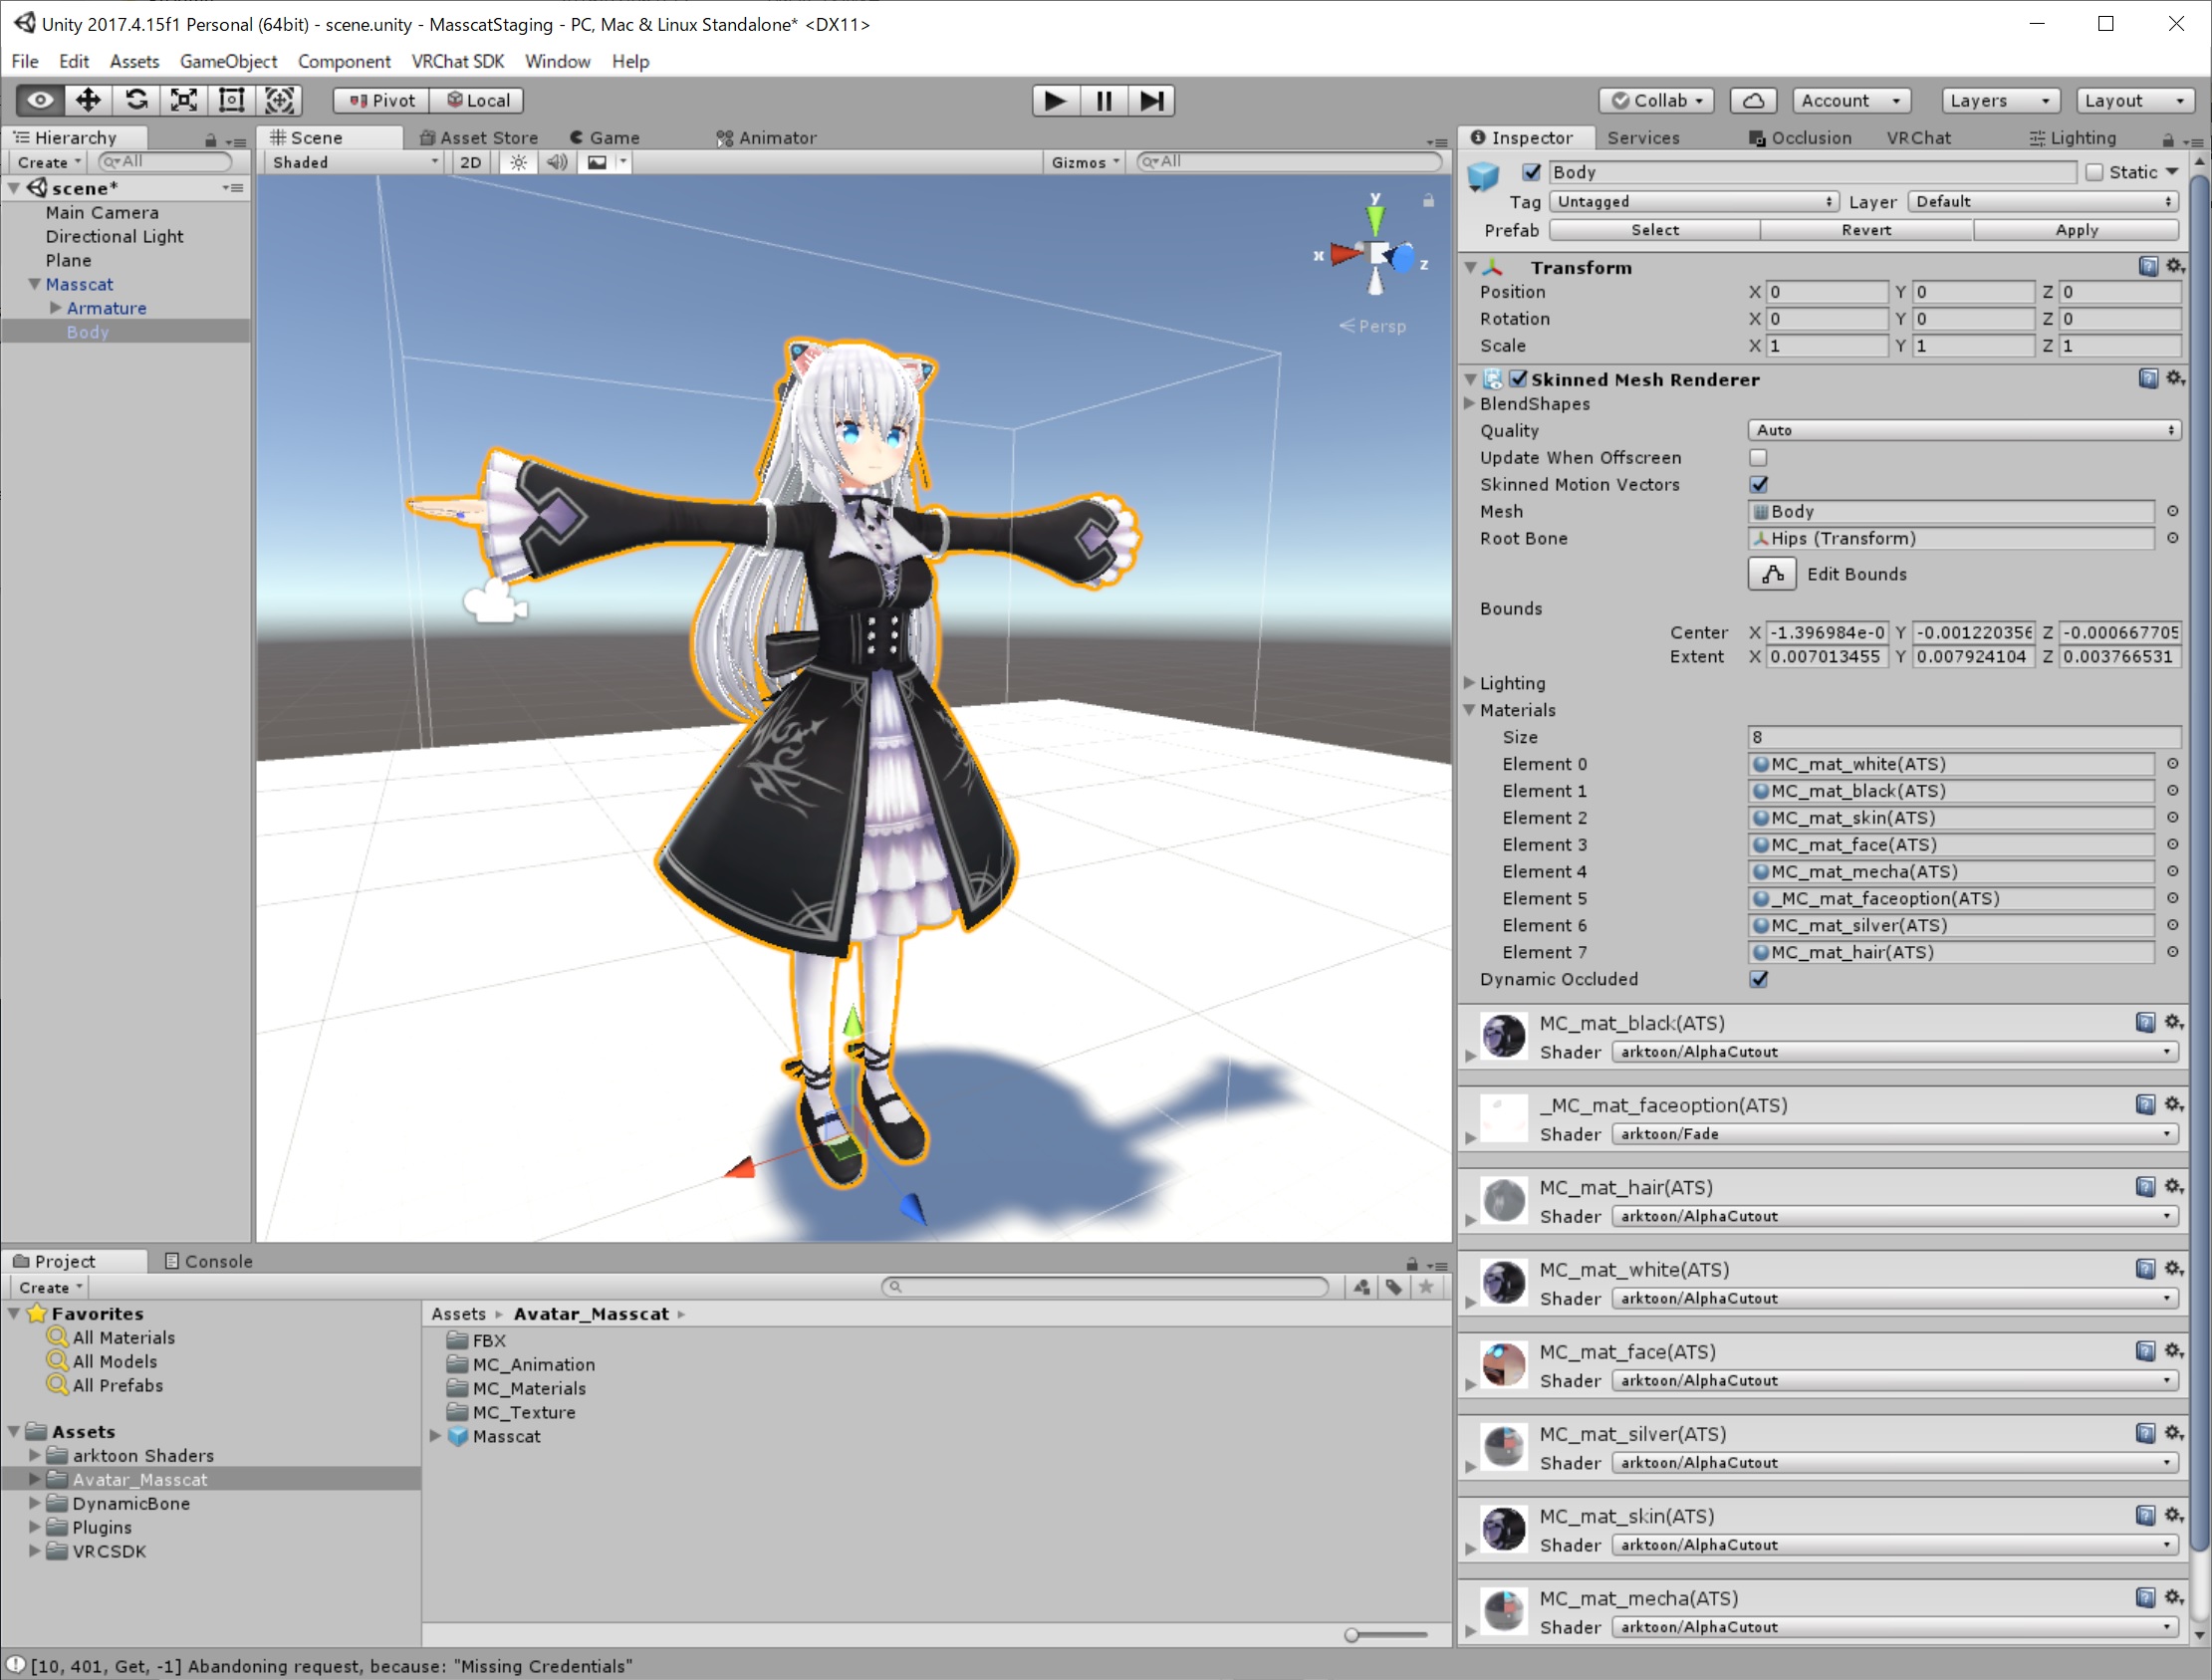 Unity 2017.4.15f1 Personal (64bit) - scene.unity - MasscatStaging - PC, Mac & Linux Standalone* <DX11>
File Edit Assets GameObject Component VRChat SDK Window Help
Pivot Local Collab Account Layers Layout
Hierarchy
Create All
scene*
Main Camera
Directional Light
Plane
Masscat
Armature
Body
Scene Asset Store Game Animator
Shaded 2D Gizmos All
y
x
z
Persp
Inspector Services Occlusion VRChat Lighting
Body Static
Tag Untagged Layer Default
Prefab Select Revert Apply
Transform
Position X 0 Y 0 Z 0
Rotation X 0 Y 0 Z 0
Scale X 1 Y 1 Z 1
Skinned Mesh Renderer
BlendShapes
Quality Auto
Update When Offscreen
Skinned Motion Vectors
Mesh Body
Root Bone Hips (Transform)
Edit Bounds
Bounds
Center X -1.396984e-0 Y -0.001220356 Z -0.000667705
Extent X 0.007013455 Y 0.007924104 Z 0.003766531
Lighting
Materials
Size 8
Element 0 MC_mat_white(ATS)
Element 1 MC_mat_black(ATS)
Element 2 MC_mat_skin(ATS)
Element 3 MC_mat_face(ATS)
Element 4 MC_mat_mecha(ATS)
Element 5 _MC_mat_faceoption(ATS)
Element 6 MC_mat_silver(ATS)
Element 7 MC_mat_hair(ATS)
Dynamic Occluded
MC_mat_black(ATS)
Shader arktoon/AlphaCutout
_MC_mat_faceoption(ATS)
Shader arktoon/Fade
MC_mat_hair(ATS)
Shader arktoon/AlphaCutout
MC_mat_white(ATS)
Shader arktoon/AlphaCutout
MC_mat_face(ATS)
Shader arktoon/AlphaCutout
MC_mat_silver(ATS)
Shader arktoon/AlphaCutout
MC_mat_skin(ATS)
Shader arktoon/AlphaCutout
MC_mat_mecha(ATS)
Shader arktoon/AlphaCutout
Project Console
Create
Favorites
All Materials
All Models
All Prefabs
Assets
arktoon Shaders
Avatar_Masscat
DynamicBone
Plugins
VRCSDK
Assets Avatar_Masscat
FBX
MC_Animation
MC_Materials
MC_Texture
Masscat
[10, 401, Get, -1] Abandoning request, because: "Missing Credentials"